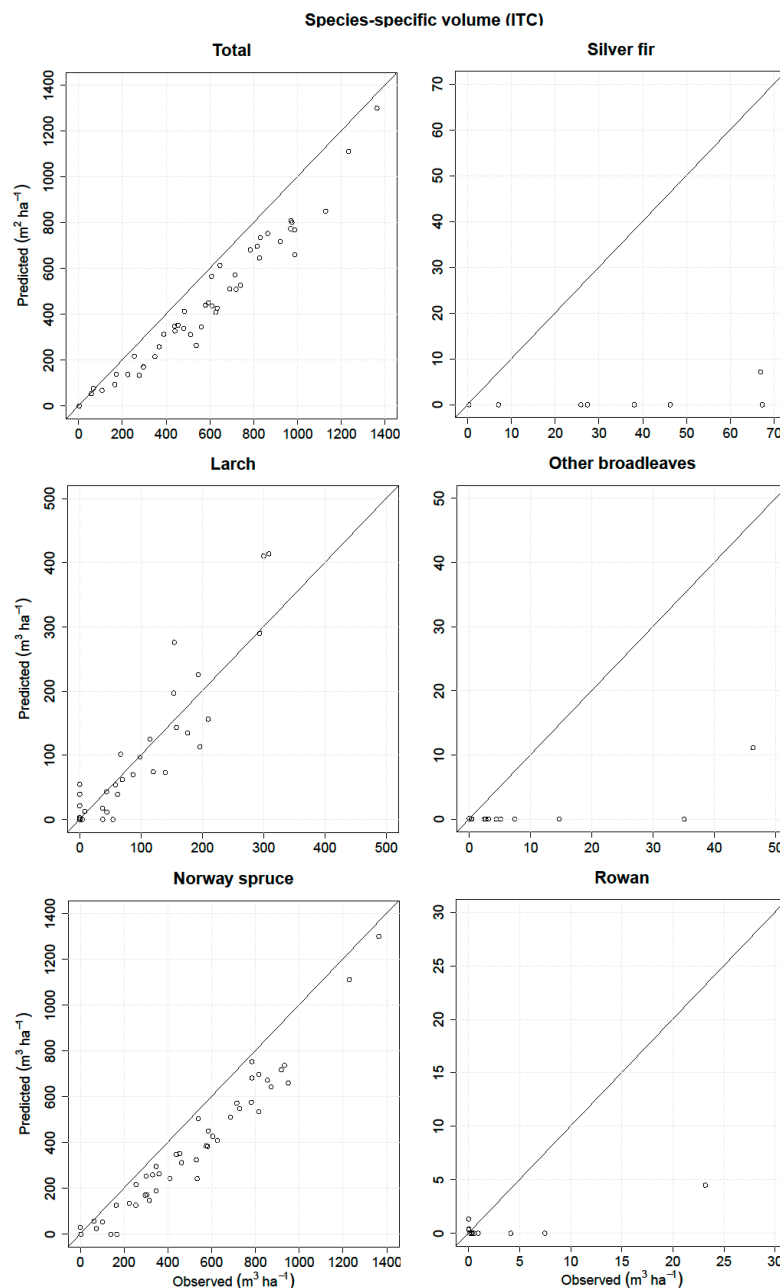 Species-specific volume (ITC)
Total
Silver fir
Predicted (m² ha⁻¹)
1400
1200
1000
800
600
400
200
0
0 200 400 600 800 1000 1200 1400
70
60
50
40
30
20
10
0
0 10 20 30 40 50 60 70
Larch
Other broadleaves
Predicted (m³ ha⁻¹)
500
400
300
200
100
0
0 100 200 300 400 500
50
40
30
20
10
0
0 10 20 30 40 50
Norway spruce
Rowan
Predicted (m³ ha⁻¹)
1400
1200
1000
800
600
400
200
0
0 200 400 600 800 1000 1200 1400
Observed (m³ ha⁻¹)
30
25
20
15
10
5
0
0 5 10 15 20 25 30
Observed (m³ ha⁻¹)